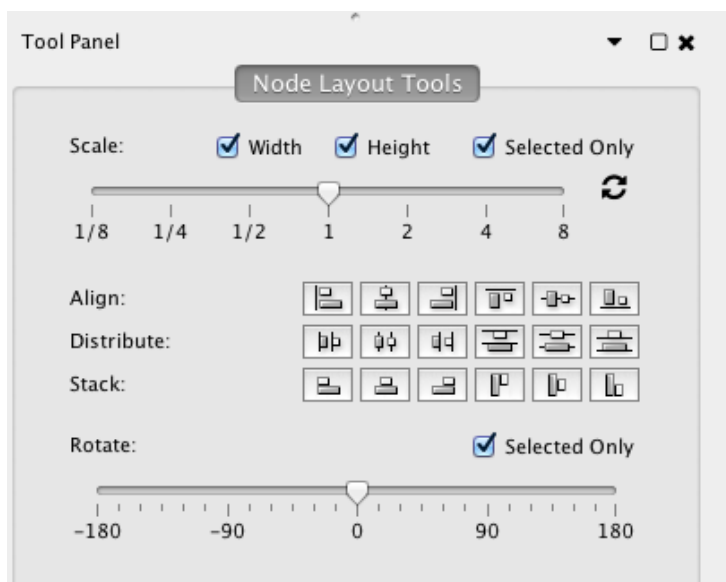 Tool Panel
Node Layout Tools
Scale: Width Height Selected Only
1/8 1/4 1/2 1 2 4 8
Align:
Distribute:
Stack:
Rotate: Selected Only
-180 -90 0 90 180